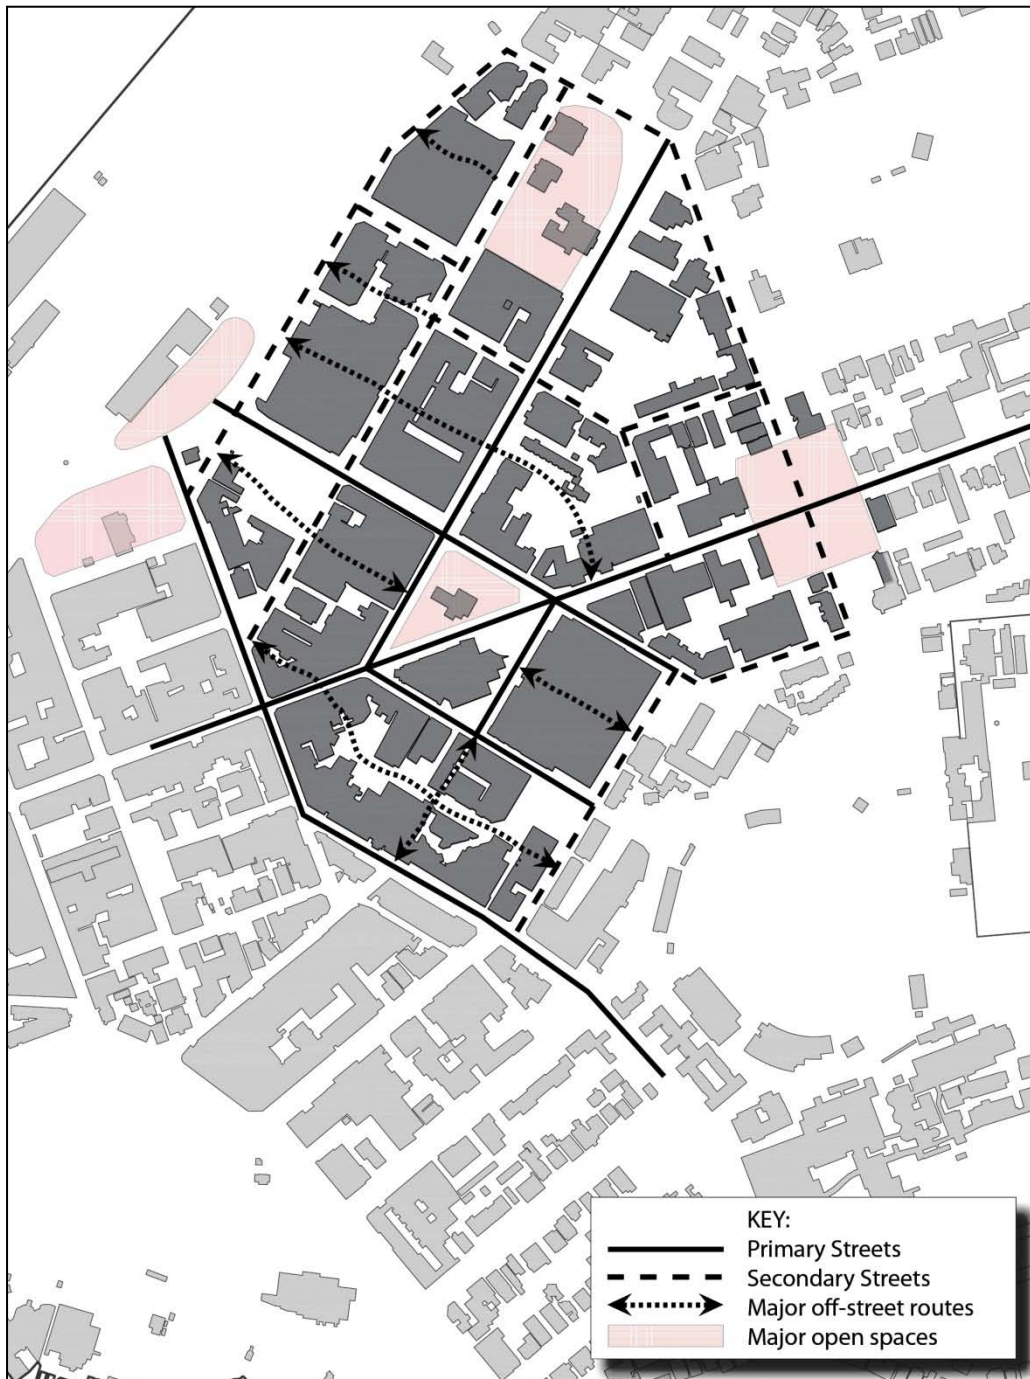 KEY:
Primary Streets
Secondary Streets
Major off-street routes
Major open spaces